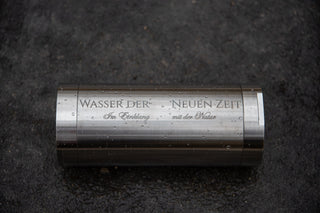 WASSER DER NEUEN ZEIT
Im Einklang mit der Natur